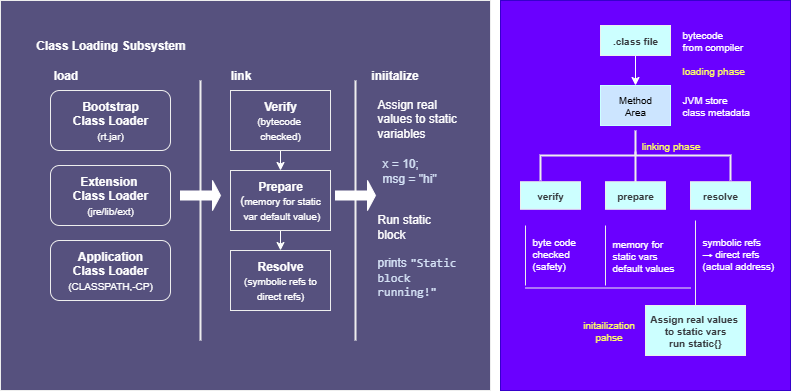 Class Loading Subsystem
load
Bootstrap
Class Loader
(rt.jar)
Extension
Class Loader
(jre/lib/ext)
Application
Class Loader
(CLASSPATH,-CP)
link
Verify
(bytecode
checked)
Prepare
(memory for static
var default value)
Resolve
(symbolic refs to
direct refs)
iniitalize
Assign real
values to static
variables
x = 10;
msg = "hi"
Run static
block
prints "Static
block
running!"
.class file
bytecode
from compiler
loading phase
Method
Area
JVM store
class metadata
linking phase
verify
prepare
resolve
byte code
checked
(safety)
memory for
static vars
default values
symbolic refs
→ direct refs
(actual address)
initailization
pahse
Assign real values
to static vars
run static{}